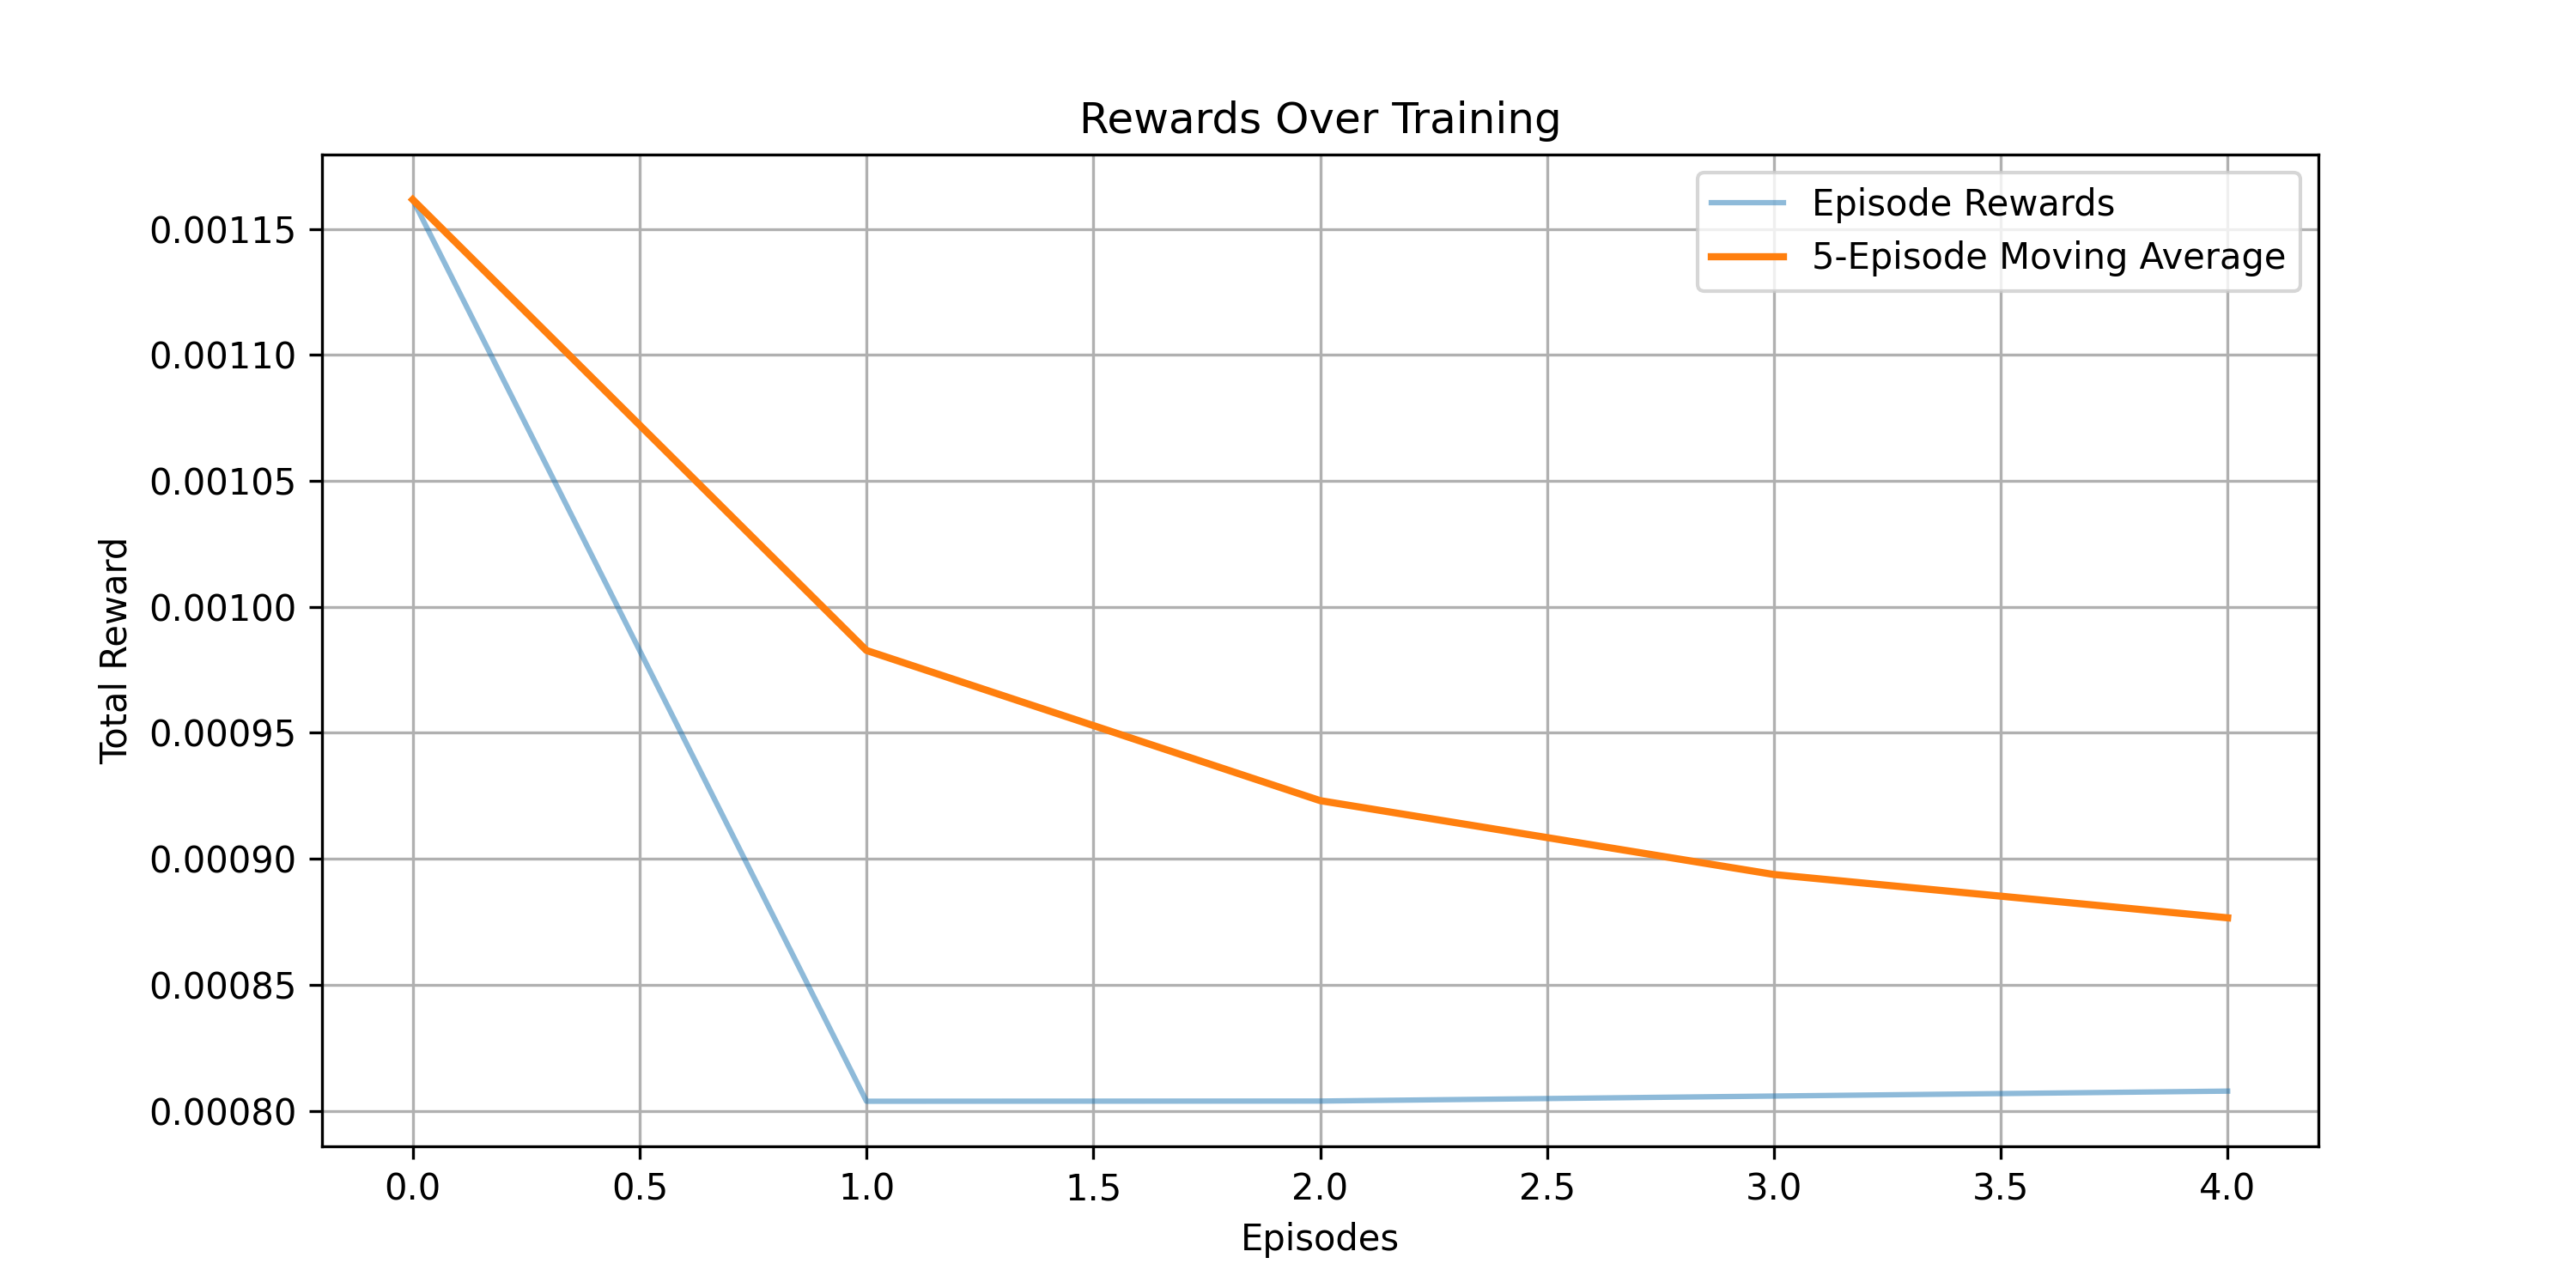 Rewards Over Training
Episode Rewards
5-Episode Moving Average
Total Reward
0.00115
0.00110
0.00105
0.00100
0.00095
0.00090
0.00085
0.00080
0.0 0.5 1.0 1.5 2.0 2.5 3.0 3.5 4.0
Episodes